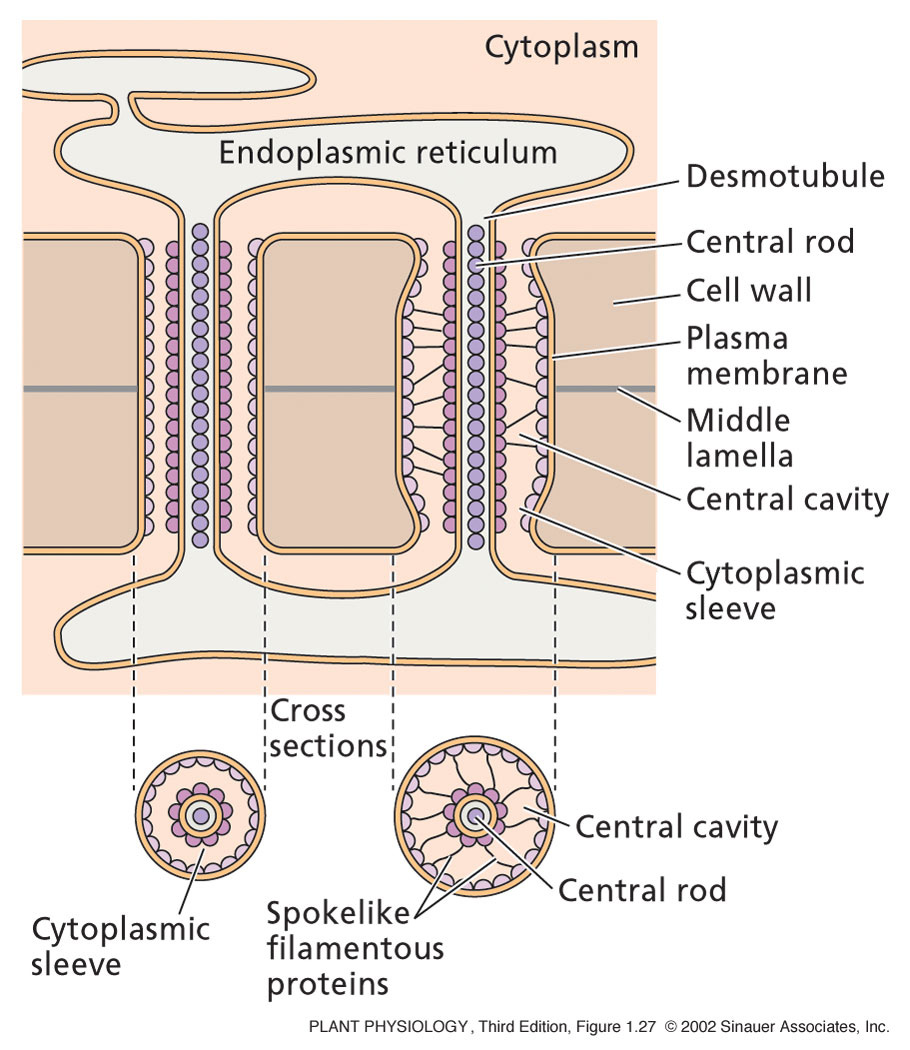 Cytoplasm
Endoplasmic reticulum
Desmotubule
Central rod
Cell wall
Plasma
membrane
Middle
lamella
Central cavity
Cytoplasmic
sleeve
Cross
sections
Central cavity
Central rod
Spokelike
filamentous
proteins
Cytoplasmic
sleeve
PLANT PHYSIOLOGY, Third Edition, Figure 1.27 © 2002 Sinauer Associates, Inc.